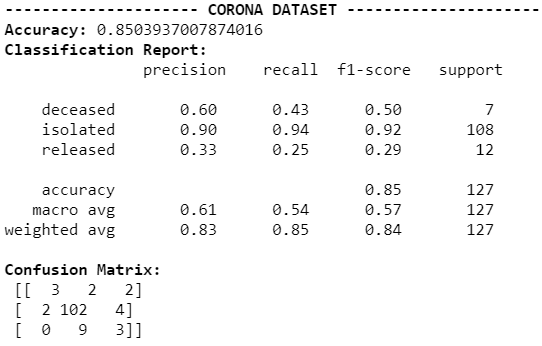 --------------------- CORONA DATASET ---------------------
Accuracy: 0.8503937007874016
Classification Report:
              precision    recall  f1-score   support

    deceased       0.60      0.43      0.50         7
    isolated       0.90      0.94      0.92       108
    released       0.33      0.25      0.29        12

    accuracy                           0.85       127
   macro avg       0.61      0.54      0.57       127
weighted avg       0.83      0.85      0.84       127

Confusion Matrix:
 [[  3   2   2]
 [  2 102   4]
 [  0   9   3]]